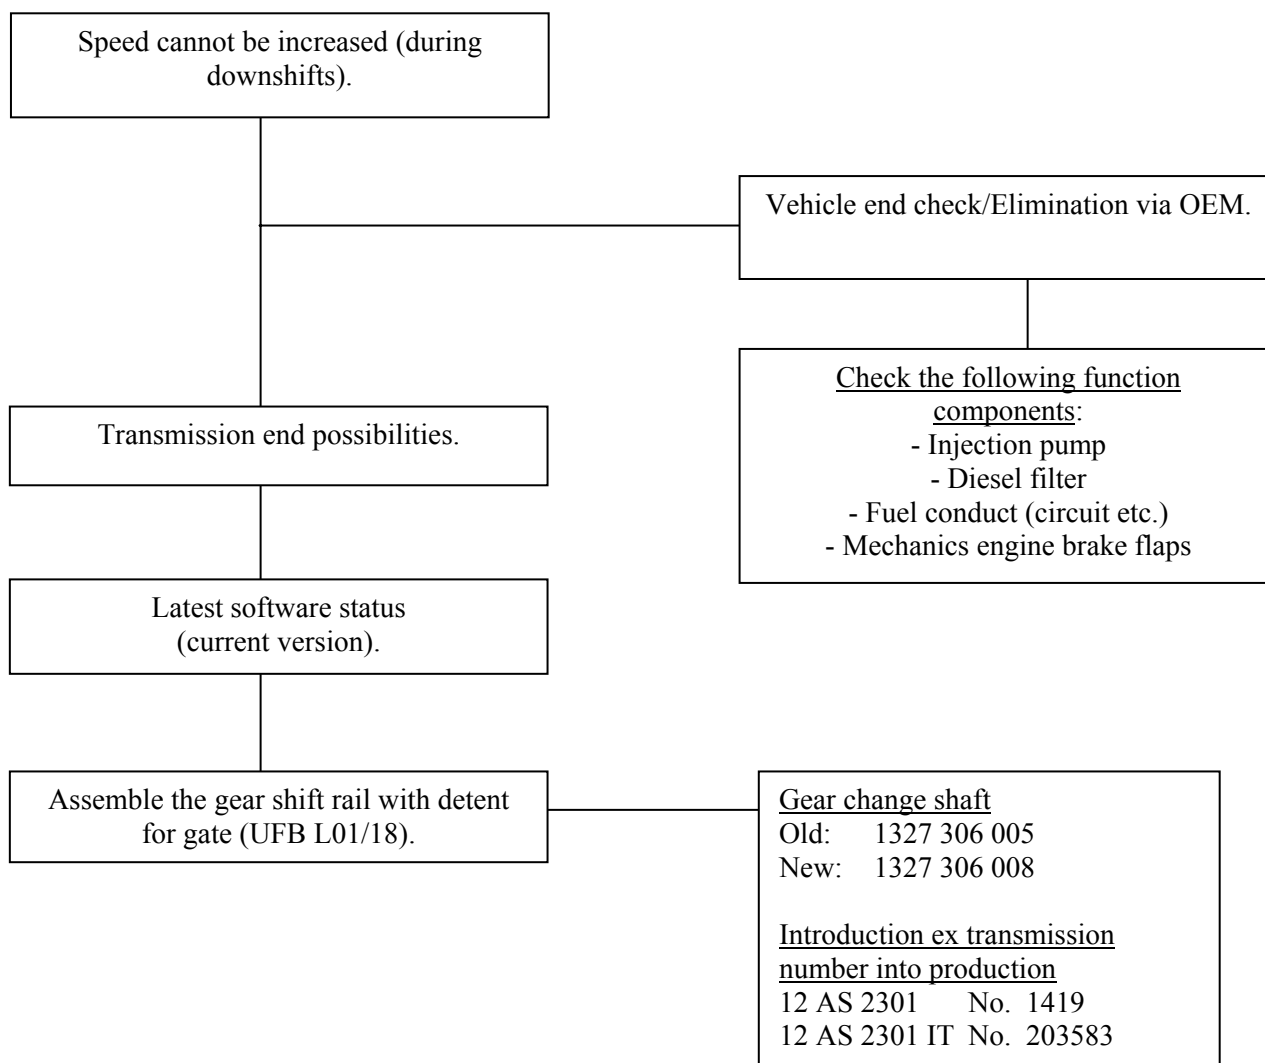 Speed cannot be increased (during
downshifts).
Vehicle end check/Elimination via OEM.
Check the following function
components:
- Injection pump
- Diesel filter
- Fuel conduct (circuit etc.)
- Mechanics engine brake flaps
Transmission end possibilities.
Latest software status
(current version).
Assemble the gear shift rail with detent
for gate (UFB L01/18).
Gear change shaft
Old: 1327 306 005
New: 1327 306 008
Introduction ex transmission
number into production
12 AS 2301 No. 1419
12 AS 2301 IT No. 203583